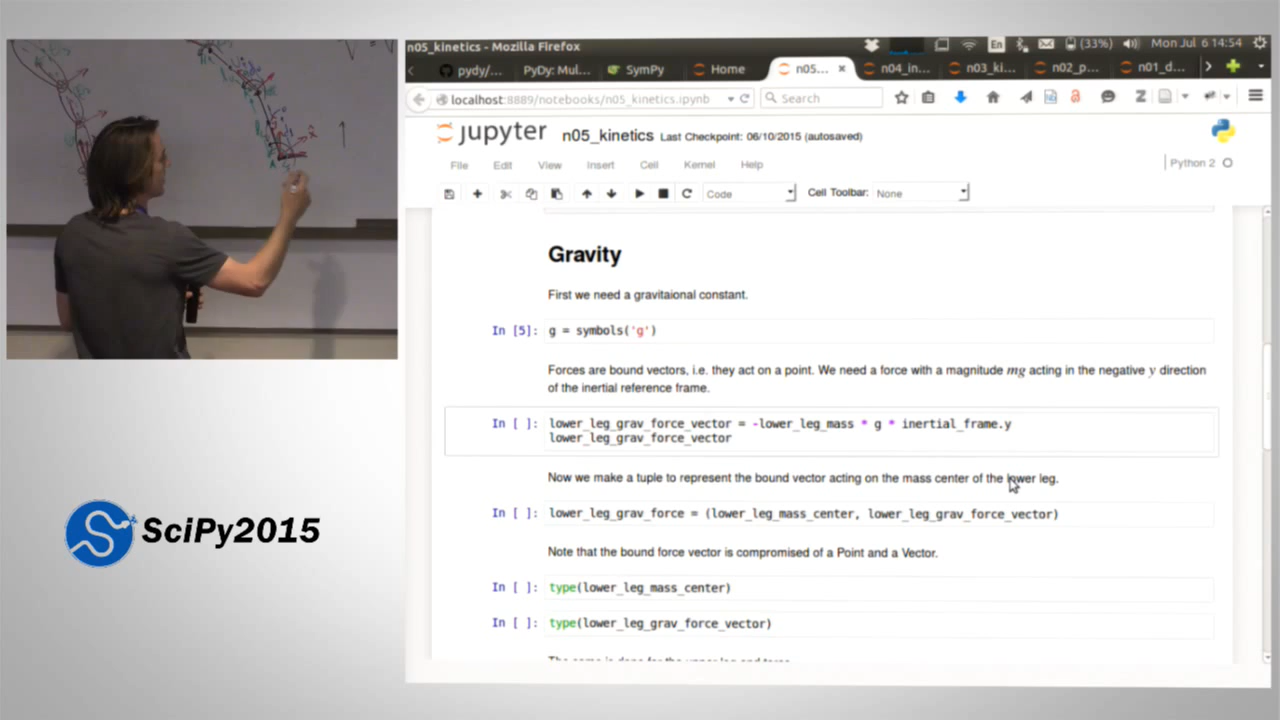 n05_kinetics - Mozilla Firefox
En
(33%)
Mon Jul 6 14:54
pydy/...
PyDy: Mul...
SymPy
Home
n05...
n04_in...
n03_ki...
n02_p...
n01_d...
localhost:8889/notebooks/n05_kinetics.ipynb
Search
jupyter
n05_kinetics
Last Checkpoint: 06/10/2015 (autosaved)
File
Edit
View
Insert
Cell
Kernel
Help
Python 2
Code
Cell Toolbar:
None
Gravity
First we need a gravitaional constant.
In [5]: g = symbols('g')
Forces are bound vectors, i.e. they act on a point. We need a force with a magnitude mg acting in the negative y direction
of the inertial reference frame.
In [ ]: lower_leg_grav_force_vector = -lower_leg_mass * g * inertial_frame.y
lower_leg_grav_force_vector
Now we make a tuple to represent the bound vector acting on the mass center of the lower leg.
In [ ]: lower_leg_grav_force = (lower_leg_mass_center, lower_leg_grav_force_vector)
Note that the bound force vector is compromised of a Point and a Vector.
In [ ]: type(lower_leg_mass_center)
In [ ]: type(lower_leg_grav_force_vector)
SciPy2015